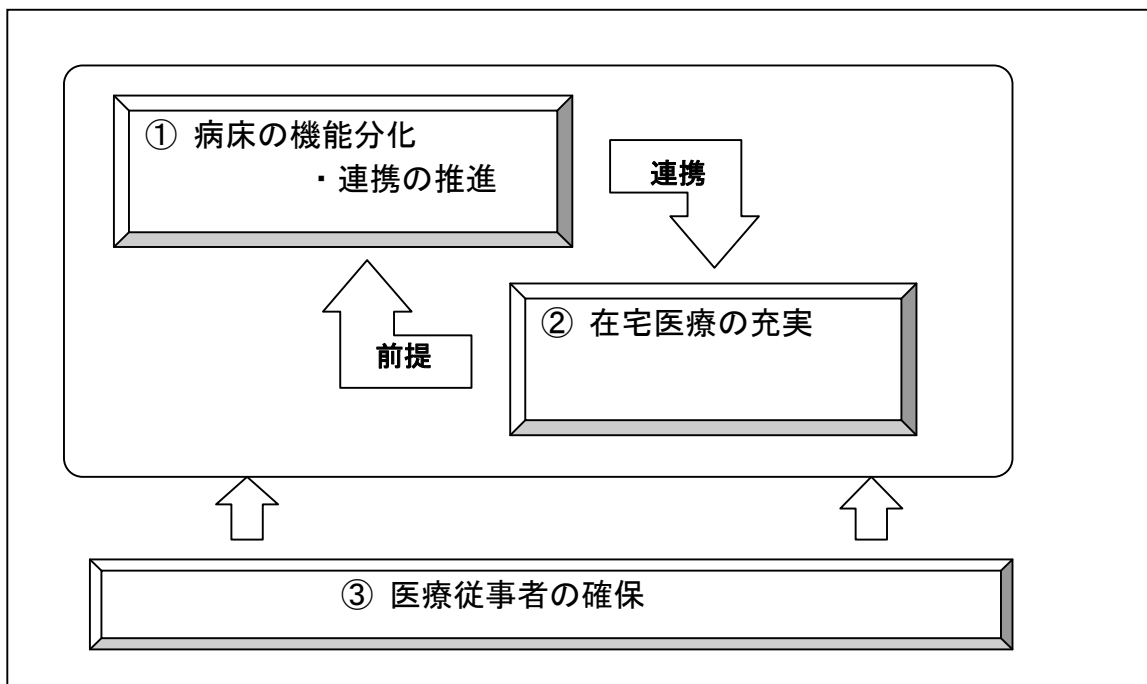 ① 病床の機能分化
・連携の推進
連携
前提
② 在宅医療の充実
③ 医療従事者の確保